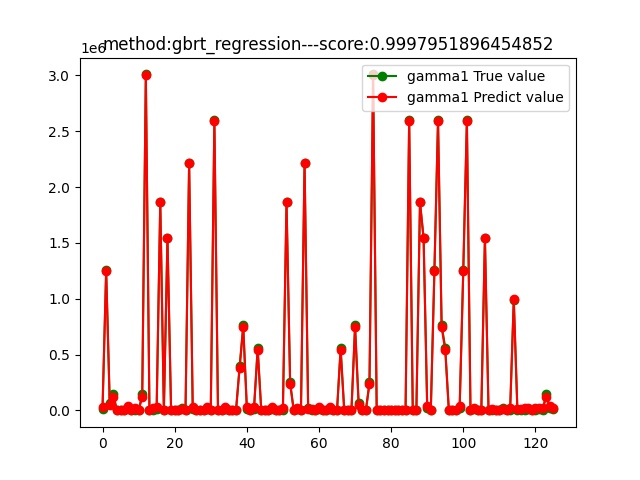 method:gbrt_regression---score:0.9997951896454852
1e6
gamma1 True value
gamma1 Predict value
3.0
2.5
2.0
1.5
1.0
0.5
0.0
0 20 40 60 80 100 120